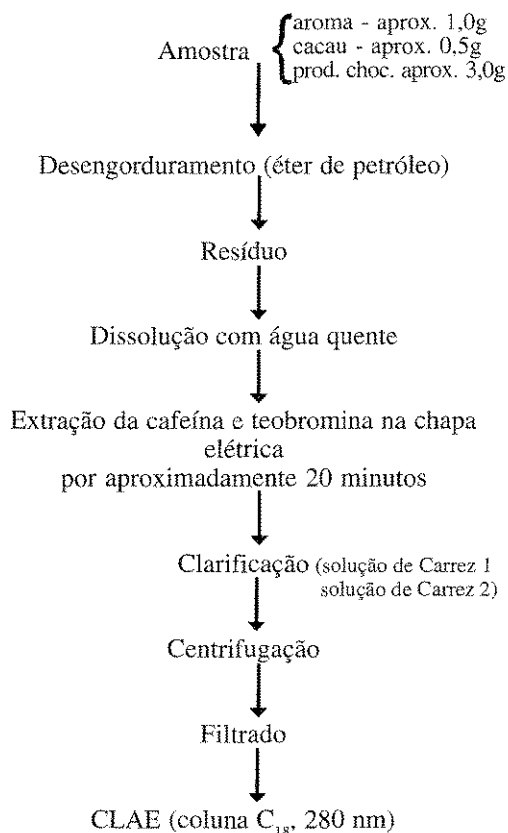 aroma - aprox. 1,0g
Amostra
cacau - aprox. 0,5g
prod. choc. aprox. 3,0g
Desengorduramento (éter de petróleo)
Resíduo
Dissolução com água quente
Extração da cafeína e teobromina na chapa
elétrica
por aproximadamente 20 minutos
Clarificação (solução de Carrez 1
solução de Carrez 2)
Centrifugação
Filtrado
CLAE (coluna C₁₈, 280 nm)